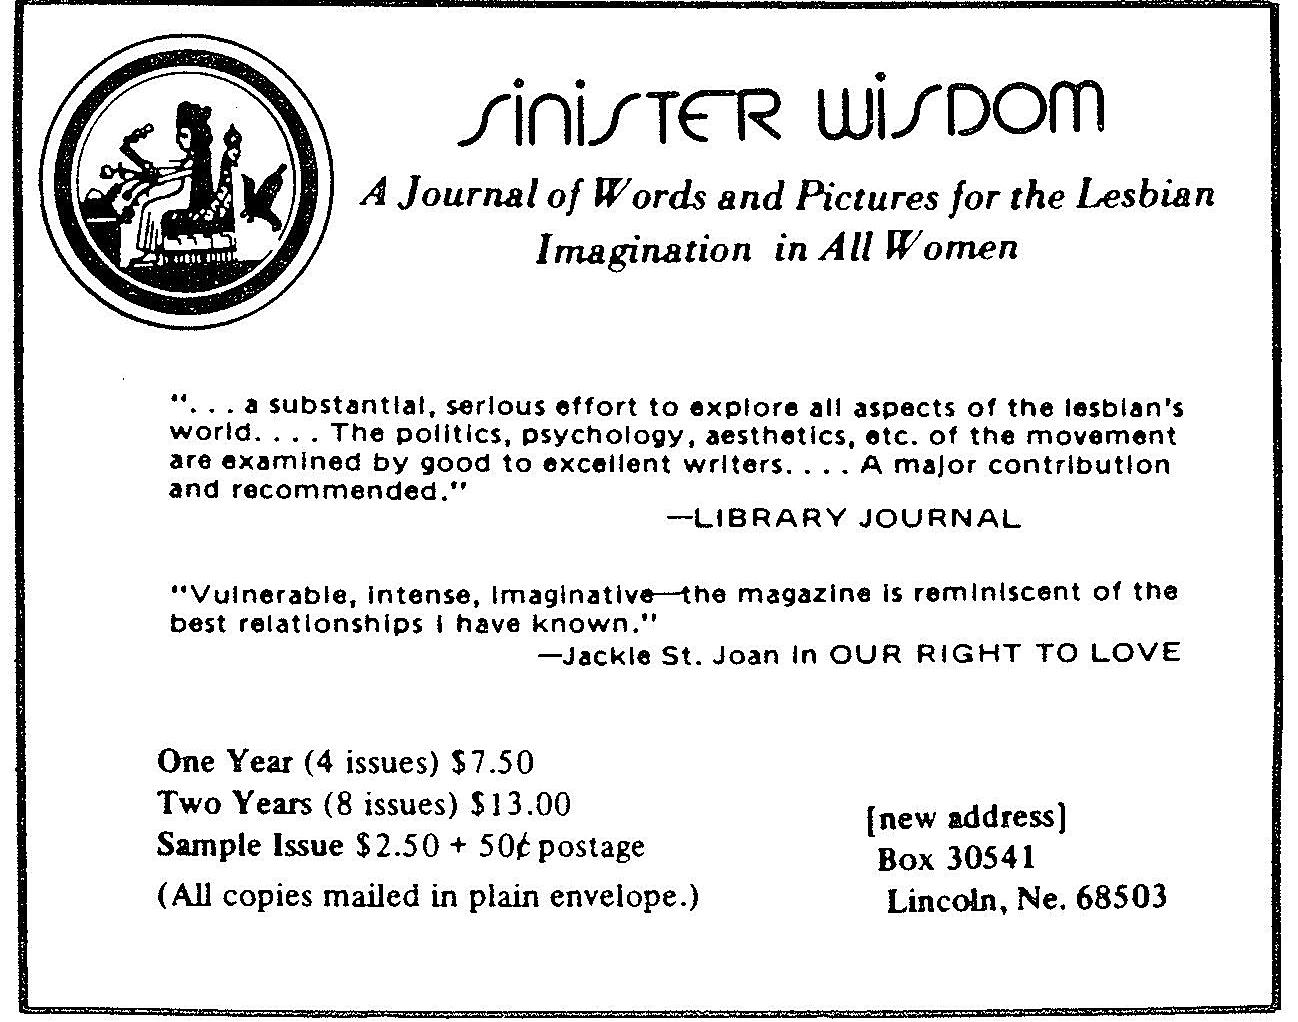 SINISTER WISDOM
A Journal of Words and Pictures for the Lesbian
Imagination in All Women
". . . a substantial, serious effort to explore all aspects of the lesbian's
world. . . . The politics, psychology, aesthetics, etc. of the movement
are examined by good to excellent writers. . . . A major contribution
and recommended."
—LIBRARY JOURNAL
"Vulnerable, intense, imaginative—the magazine is reminiscent of the
best relationships I have known."
—Jackie St. Joan in OUR RIGHT TO LOVE
One Year (4 issues) $7.50
Two Years (8 issues) $13.00
Sample Issue $2.50 + 50¢ postage
(All copies mailed in plain envelope.)
[new address]
Box 30541
Lincoln, Ne. 68503